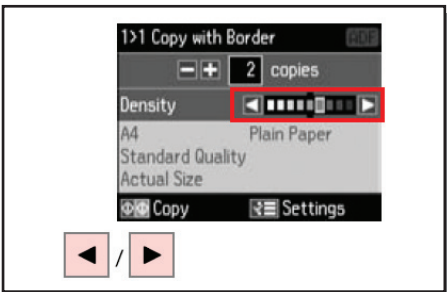 1>1 Copy with Border ADF
2 copies
Density
A4 Plain Paper
Standard Quality
Actual Size
Copy Settings
/